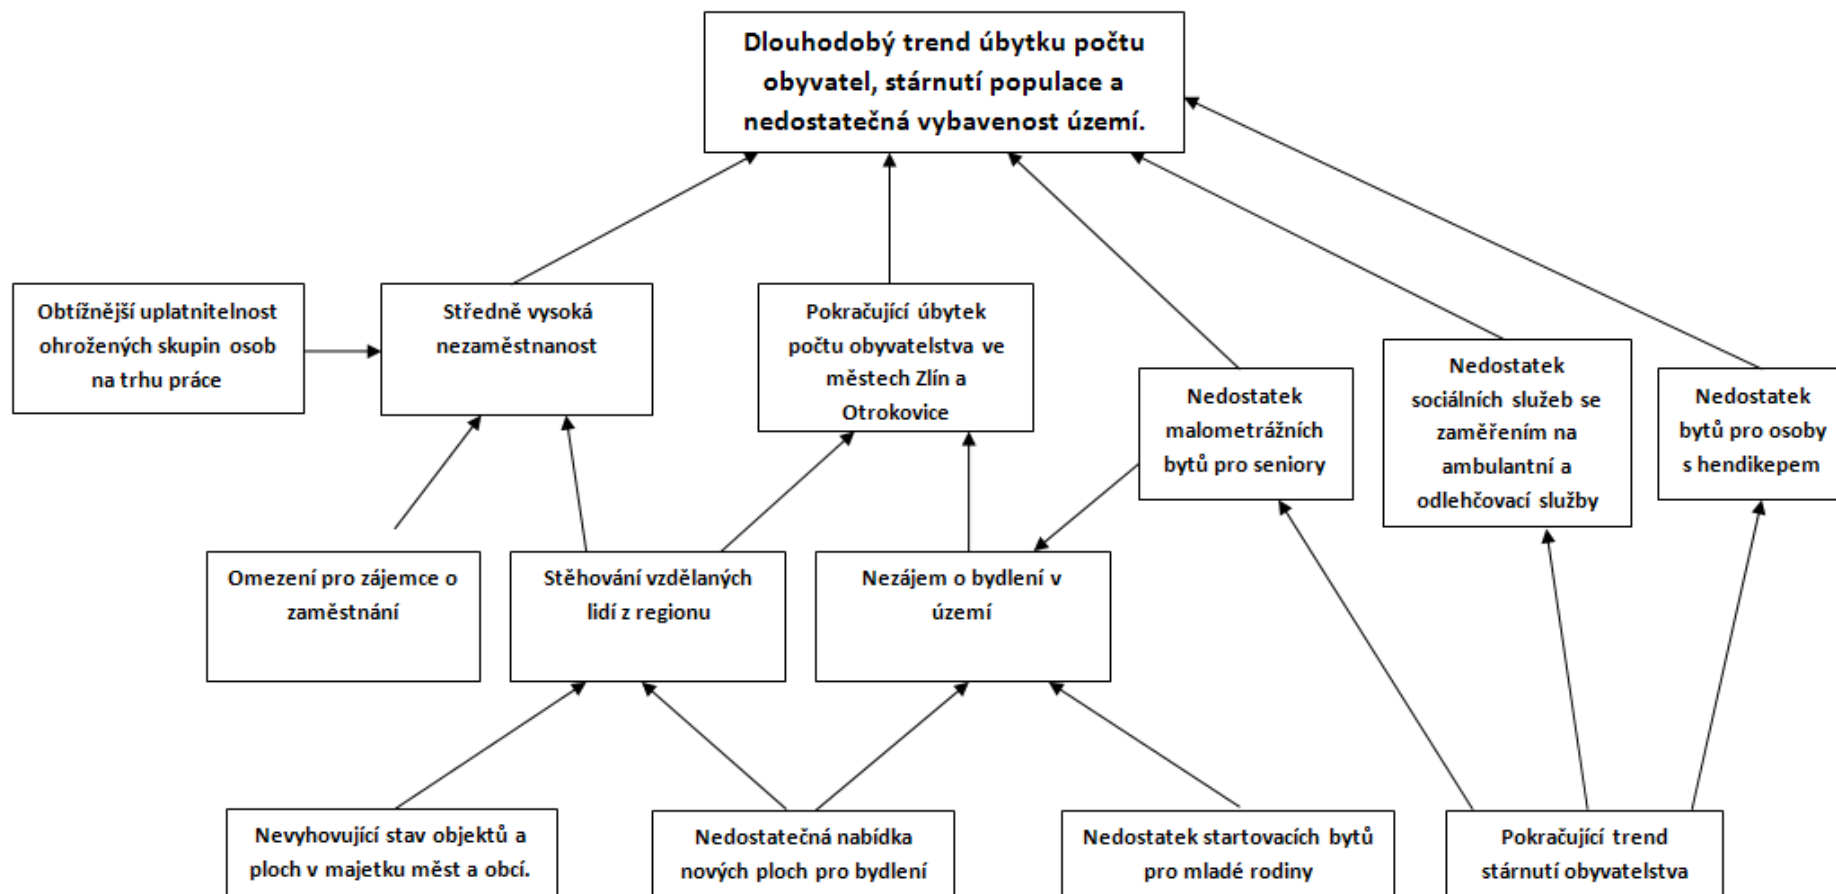 Dlouhodobý trend úbytku počtu
obyvatel, stárnutí populace a
nedostatečná vybavenost území.
Obtížnější uplatnitelnost
ohrožených skupin osob
na trhu práce
Středně vysoká
nezaměstnanost
Pokračující úbytek
počtu obyvatelstva ve
městech Zlín a
Otrokovice
Nedostatek
malometrážních
bytů pro seniory
Nedostatek
sociálních služeb se
zaměřením na
ambulantní a
odlehčovací služby
Nedostatek
bytů pro osoby
s hendikepem
Omezení pro zájemce o
zaměstnání
Stěhování vzdělaných
lidí z regionu
Nezájem o bydlení v
území
Nevyhovující stav objektů a
ploch v majetku měst a obcí.
Nedostatečná nabídka
nových ploch pro bydlení
Nedostatek startovacích bytů
pro mladé rodiny
Pokračující trend
stárnutí obyvatelstva